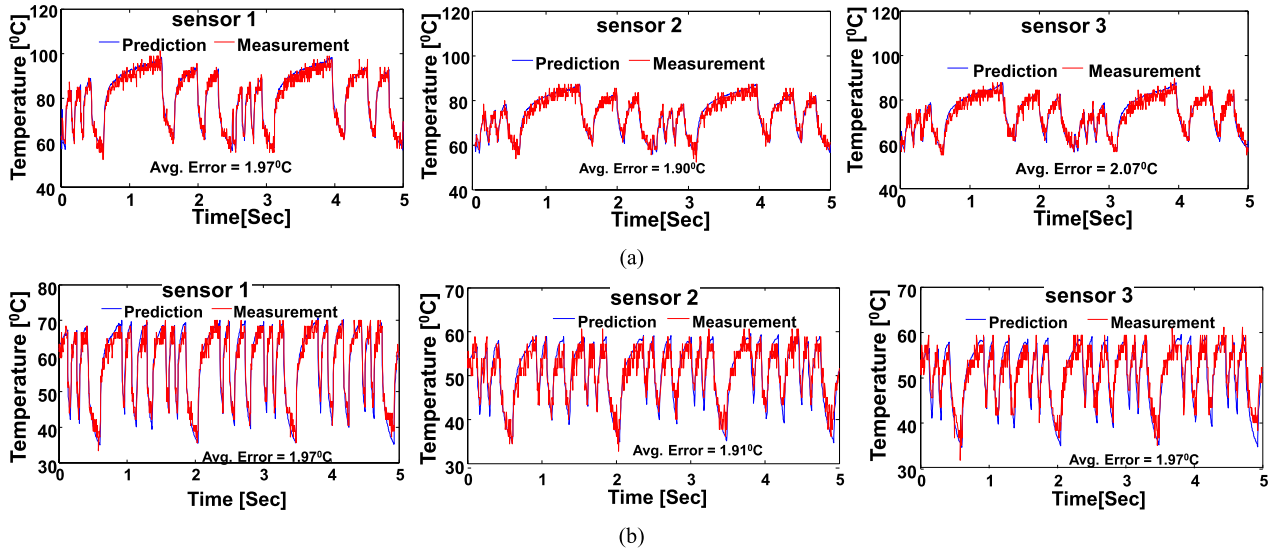 sensor 1
Prediction Measurement
Temperature [⁰C]
120
100
80
60
40
Avg. Error = 1.97⁰C
0 1 2 3 4 5
Time[Sec]
sensor 2
Prediction Measurement
Temperature [⁰C]
120
100
80
60
40
Avg. Error = 1.90⁰C
0 1 2 3 4 5
Time[Sec]
sensor 3
Prediction Measurement
Temperature [⁰C]
120
100
80
60
40
Avg. Error = 2.07⁰C
0 1 2 3 4 5
Time[Sec]
(a)
sensor 1
Prediction Measurement
Temperature [⁰C]
80
70
60
50
40
30
Avg. Error = 1.97⁰C
0 1 2 3 4 5
Time [Sec]
sensor 2
Prediction Measurement
Temperature [⁰C]
70
60
50
40
30
Avg. Error = 1.91⁰C
0 1 2 3 4 5
Time [Sec]
sensor 3
Prediction Measurement
Temperature [⁰C]
70
60
50
40
30
Avg. Error = 1.97⁰C
0 1 2 3 4 5
Time[Sec]
(b)